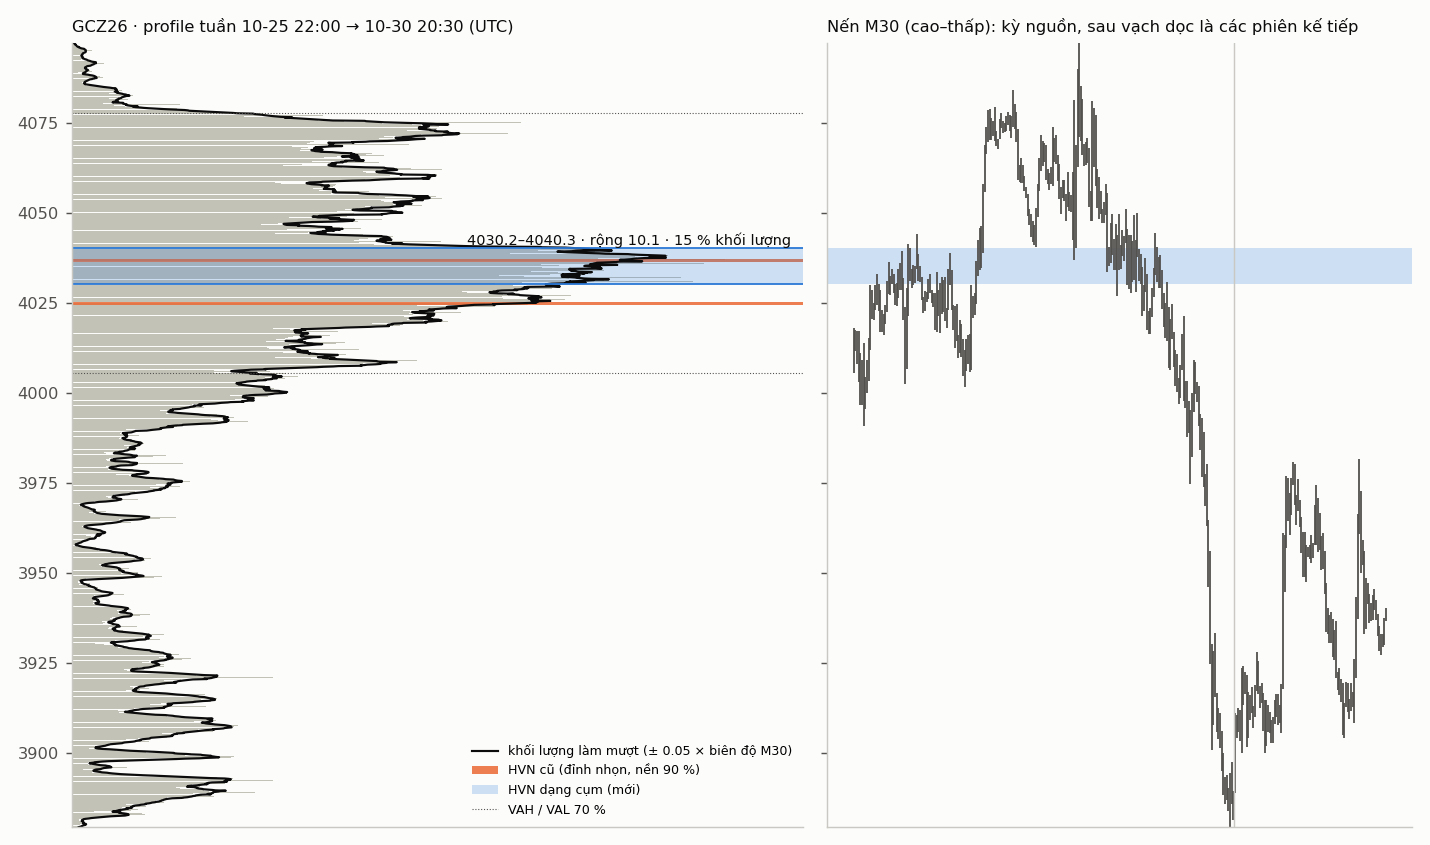 GCZ26 · profile tuần 10-25 22:00 → 10-30 20:30 (UTC)
Nến M30 (cao–thấp): kỳ nguồn, sau vạch dọc là các phiên kế tiếp
4075
4050
4030.2–4040.3 · rộng 10.1 · 15 % khối lượng
4025
4000
3975
3950
3925
3900
khối lượng làm mượt (± 0.05 × biên độ M30)
HVN cũ (đỉnh nhọn, nền 90 %)
HVN dạng cụm (mới)
VAH / VAL 70 %